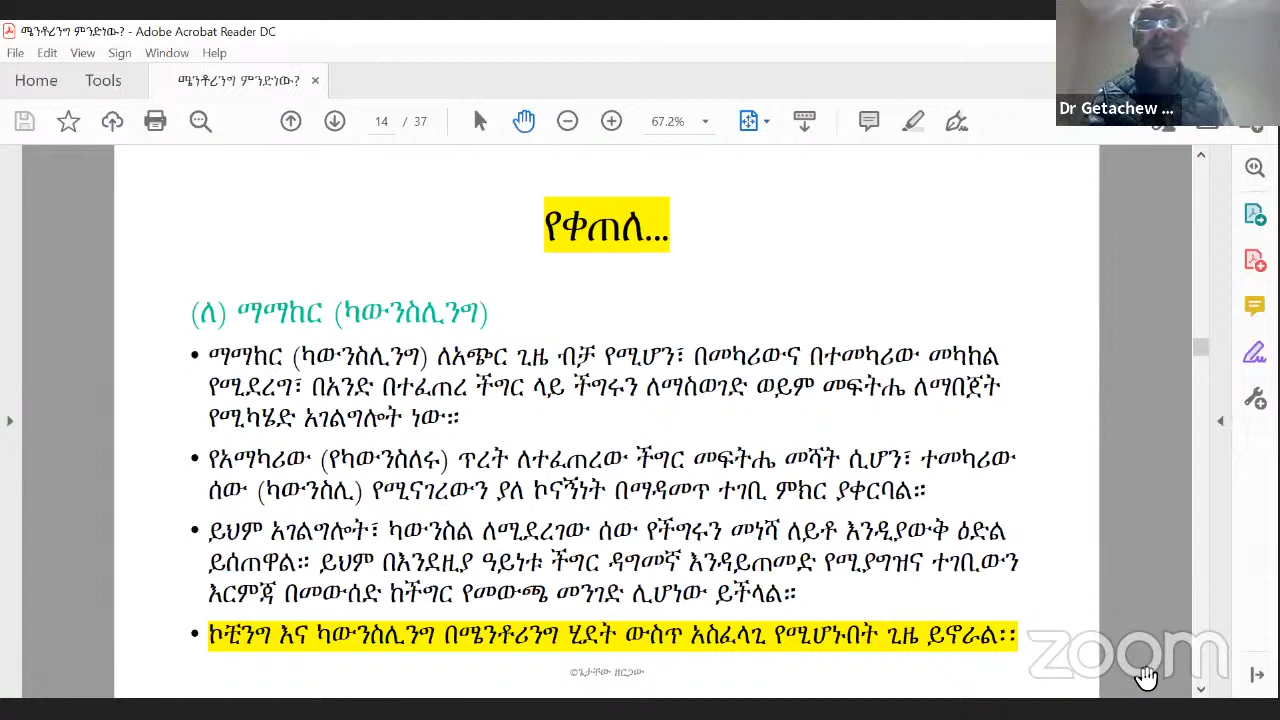 ሜንቶሪንግ ምንድነው? - Adobe Acrobat Reader DC
File Edit View Sign Window Help
Home Tools ሜንቶሪንግ ምንድነው? ×
14 / 37 67.2%
Dr Getachew ...
የቀጠለ...
(ለ) ማማከር (ካውንስሊንግ)
• ማማከር (ካውንስሊንግ) ለአጭር ጊዜ ብቻ የሚሆን፣ በመካሪውና በተመካሪው መካከል
የሚደረግ፣ በአንድ በተፈጠረ ችግር ላይ ችግሩን ለማስወገድ ወይም መፍትሔ ለማበጀት
የሚካሄድ አገልግሎት ነው።
• የአማካሪው (የካውንስለሩ) ጥረት ለተፈጠረው ችግር መፍትሔ መሻት ሲሆን፣ ተመካሪው
ሰው (ካውንስሊ) የሚናገረውን ያለ ኮናኝነት በማዳመጥ ተገቢ ምክር ያቀርባል።
• ይህም አገልግሎት፣ ካውንስል ለሚደረገው ሰው የችግሩን መነሻ ለይቶ እንዲያውቅ ዕድል
ይሰጠዋል። ይህም በእንደዚያ ዓይነቱ ችግር ዳግመኛ እንዳይጠመድ የሚያግዝና ተገቢውን
እርምጃ በመውሰድ ከችግር የመውጫ መንገድ ሊሆነው ይችላል።
• ኮቺንግ እና ካውንስሊንግ በሜንቶሪንግ ሂደት ውስጥ አስፈላጊ የሚሆኑበት ጊዜ ይኖራል፡፡
©ጌታቸው ዘርጋው
zoom